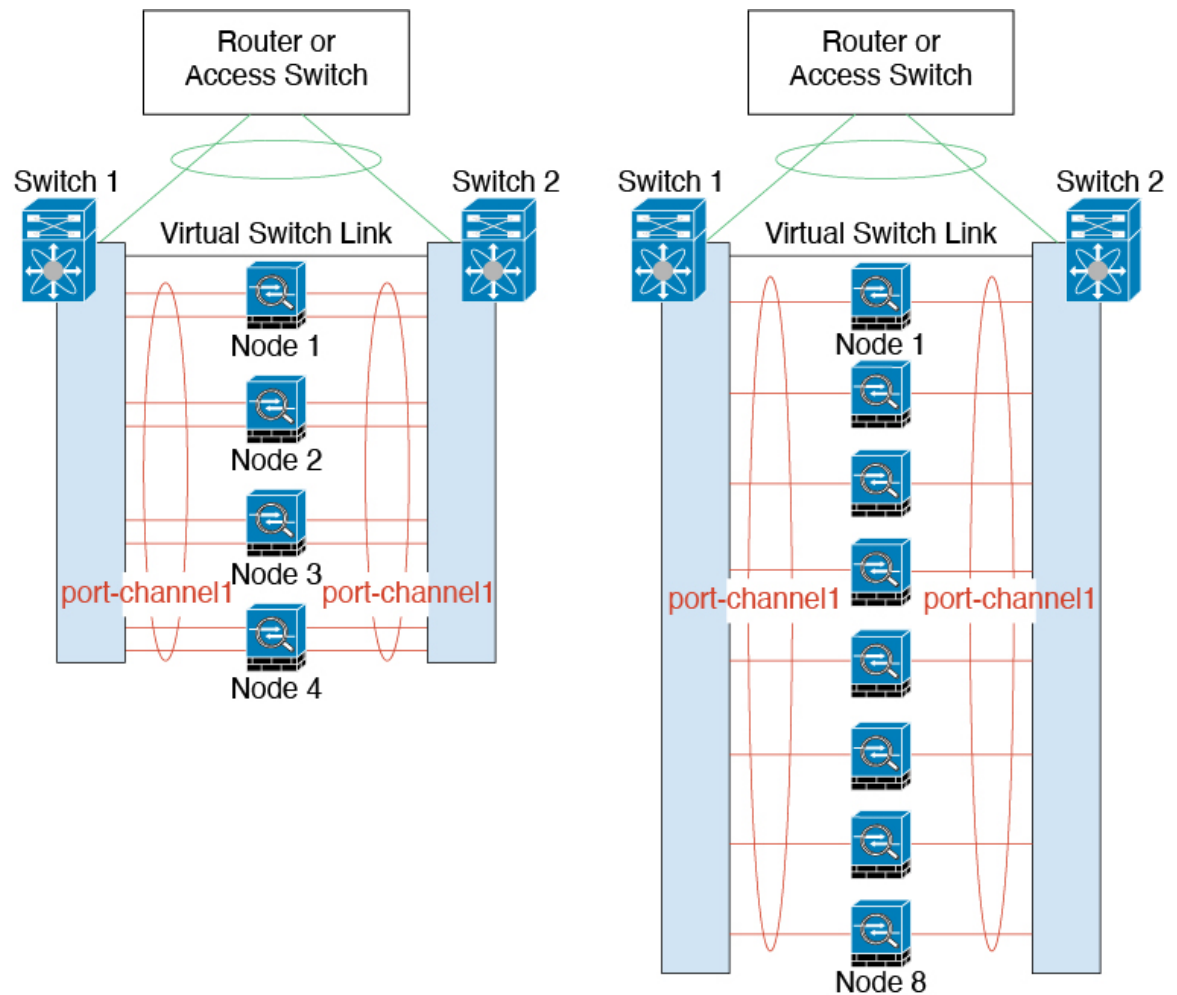 Router or
Access Switch
Switch 1
Switch 2
Virtual Switch Link
Node 1
Node 2
Node 3
port-channel1
port-channel1
Node 4
Router or
Access Switch
Switch 1
Switch 2
Virtual Switch Link
Node 1
port-channel1
port-channel1
Node 8